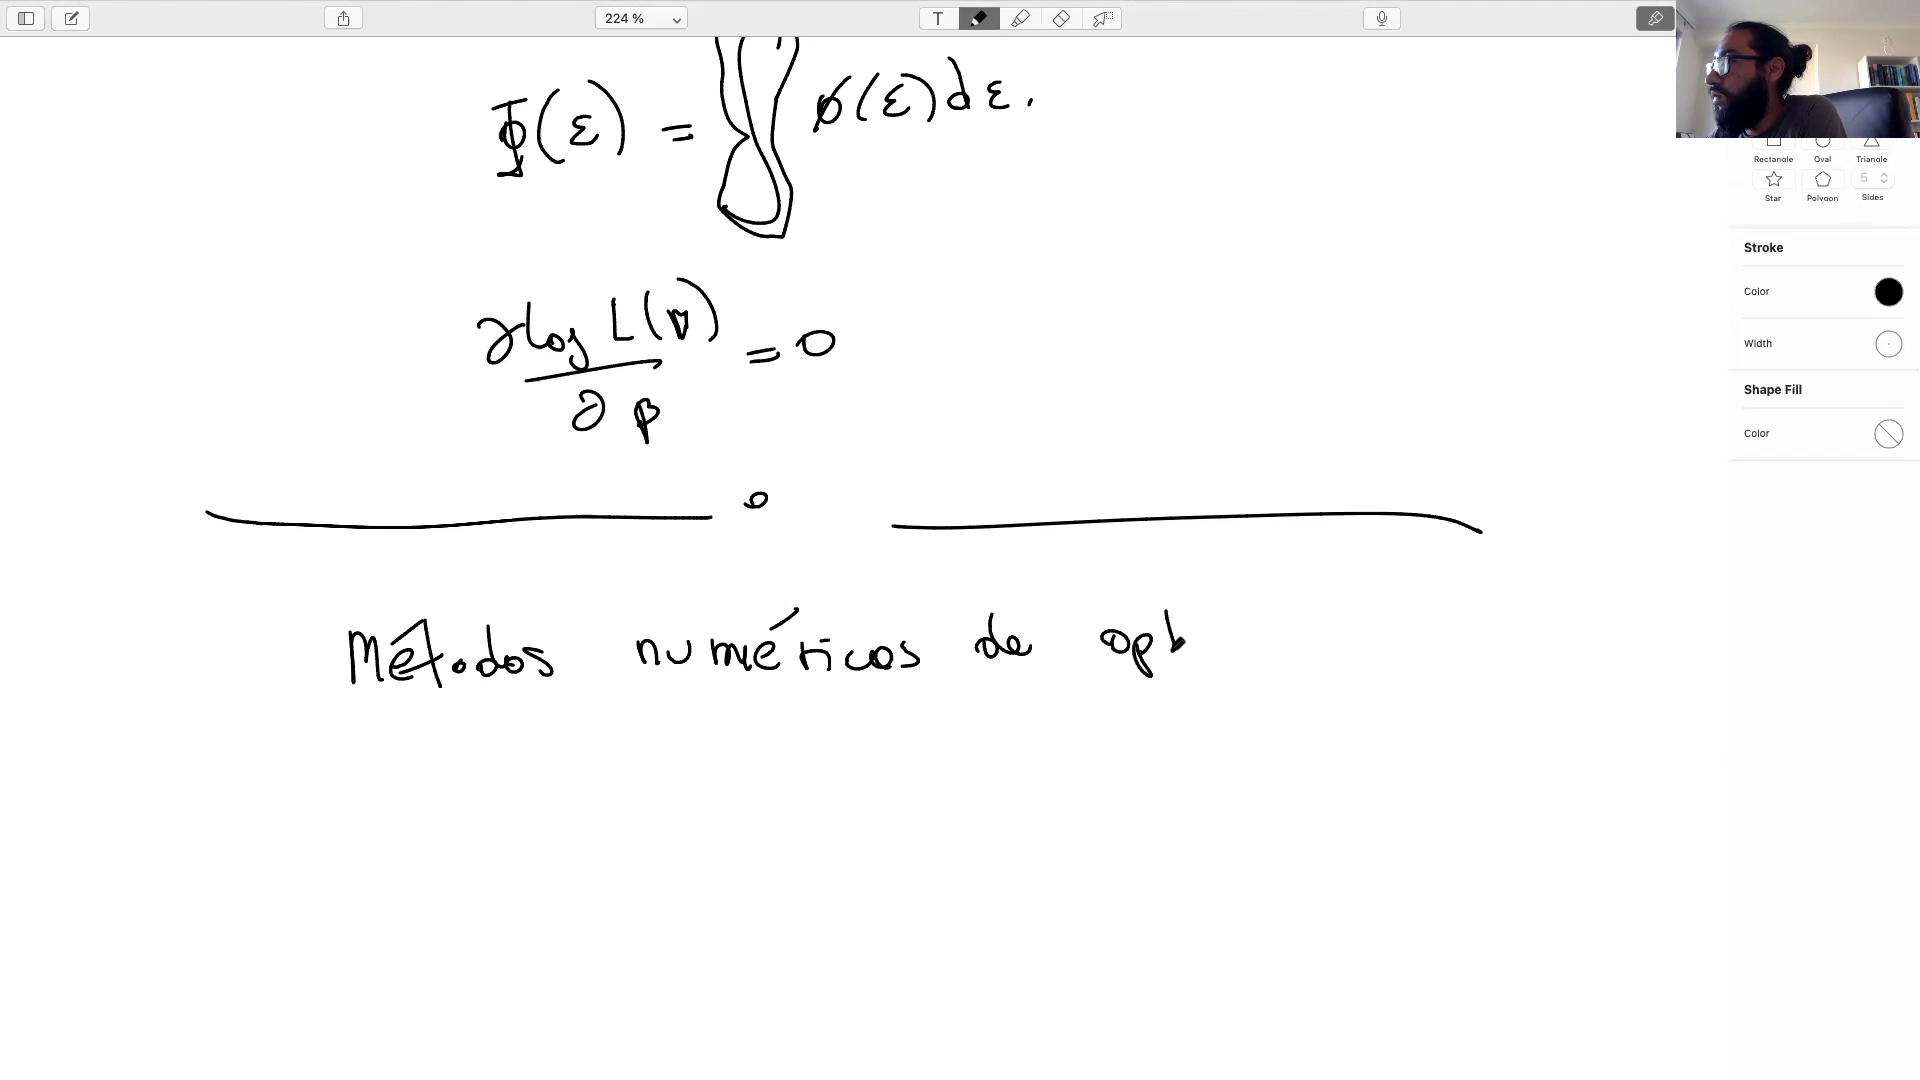 224 %
T
Φ(ε) = ∫ φ(ε)dε.
Rectangle Oval Triangle
5
Star Polygon Sides
Stroke
Color
Width
Shape Fill
Color
∂log L( )
= 0
∂ β
Métodos numéricos de opt